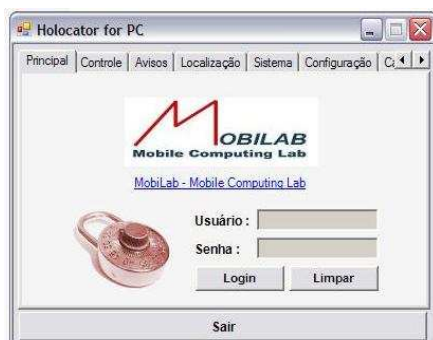 Holocator for PC
Principal Controle Avisos Localização Sistema Configuração
MOBILAB
Mobile Computing Lab
MobiLab - Mobile Computing Lab
Usuário :
Senha :
Login Limpar
Sair